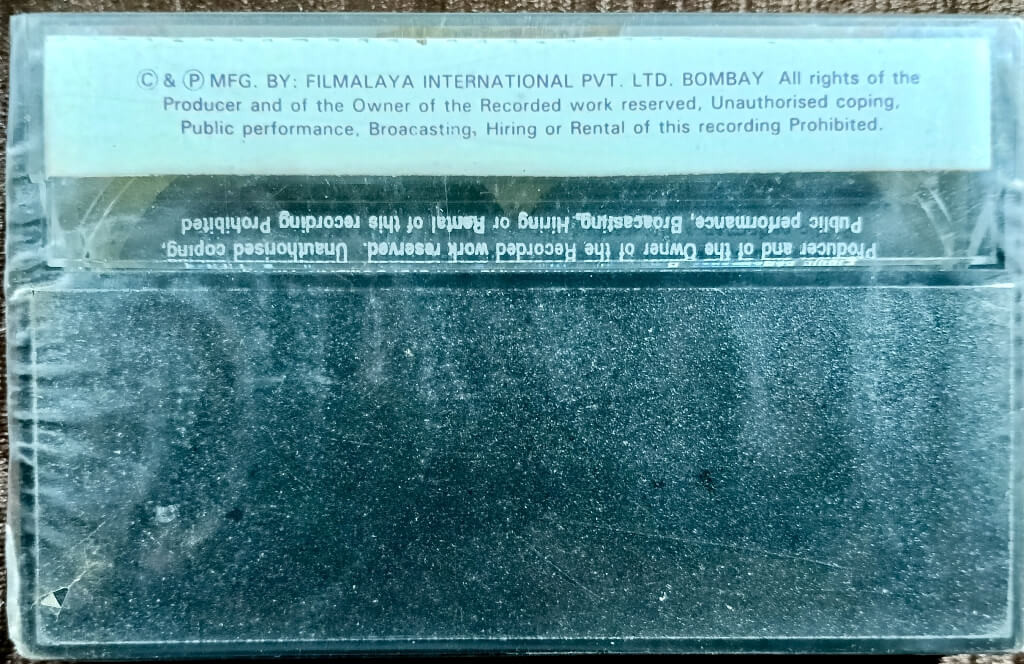 © & ℗ MFG. BY: FILMALAYA INTERNATIONAL PVT. LTD. BOMBAY All rights of the
Producer and of the Owner of the Recorded work reserved, Unauthorised coping,
Public performance, Broacasting, Hiring or Rental of this recording Prohibited.
Producer and of the Owner of the Recorded work reserved. Unauthorised coping,
Public performance, Broacasting, Hiring or Rental of this recording Prohibited